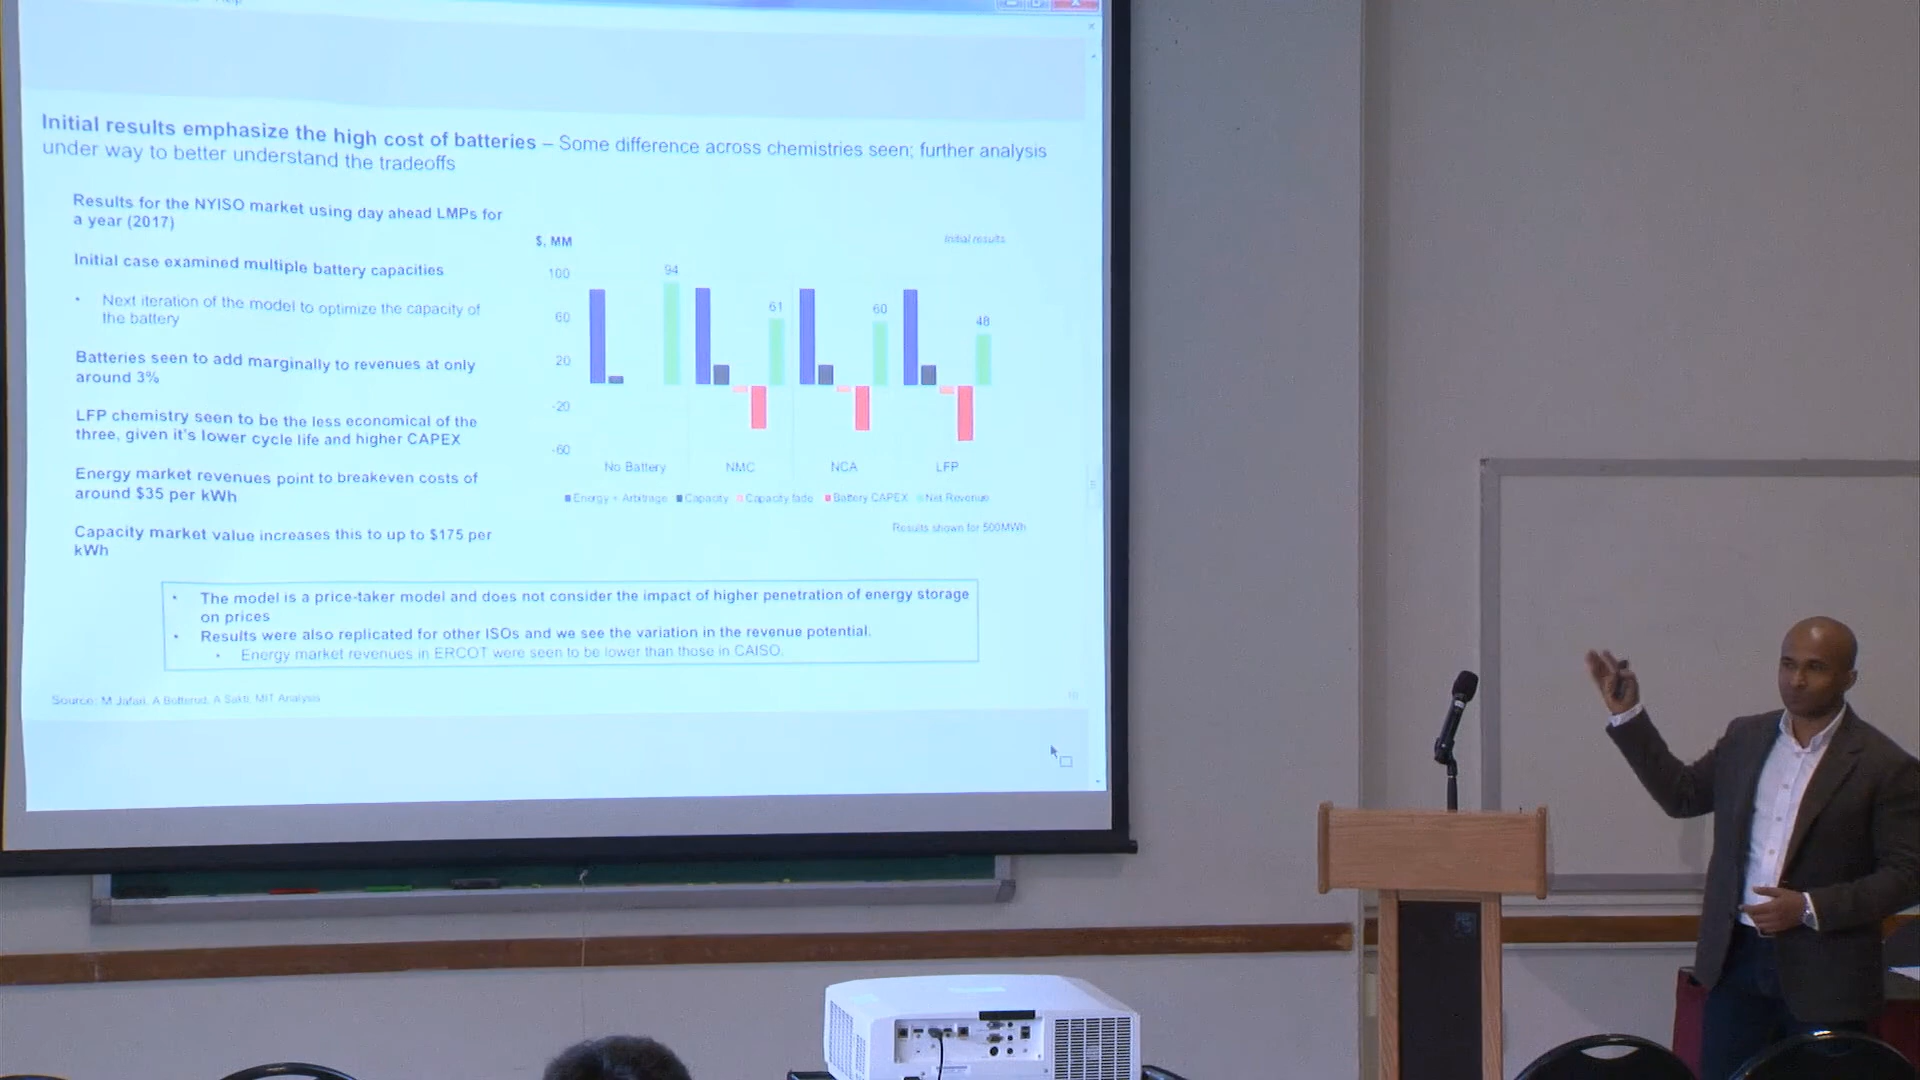 Help
Initial results emphasize the high cost of batteries – Some difference across chemistries seen; further analysis
under way to better understand the tradeoffs
Results for the NYISO market using day ahead LMPs for
a year (2017)
Initial case examined multiple battery capacities
• Next iteration of the model to optimize the capacity of
the battery
Batteries seen to add marginally to revenues at only
around 3%
LFP chemistry seen to be the less economical of the
three, given it's lower cycle life and higher CAPEX
Energy market revenues point to breakeven costs of
around $35 per kWh
Capacity market value increases this to up to $175 per
kWh
$, MM
Initial results
100
60
20
-20
-60
94
61
60
48
No Battery NMC NCA LFP
Energy + Arbitrage Capacity Capacity fade Battery CAPEX Net Revenue
Results shown for 500MWh
• The model is a price-taker model and does not consider the impact of higher penetration of energy storage
on prices
• Results were also replicated for other ISOs and we see the variation in the revenue potential.
• Energy market revenues in ERCOT were seen to be lower than those in CAISO.
Source: M Jafari, A Botterud, A Sakti, MIT Analysis